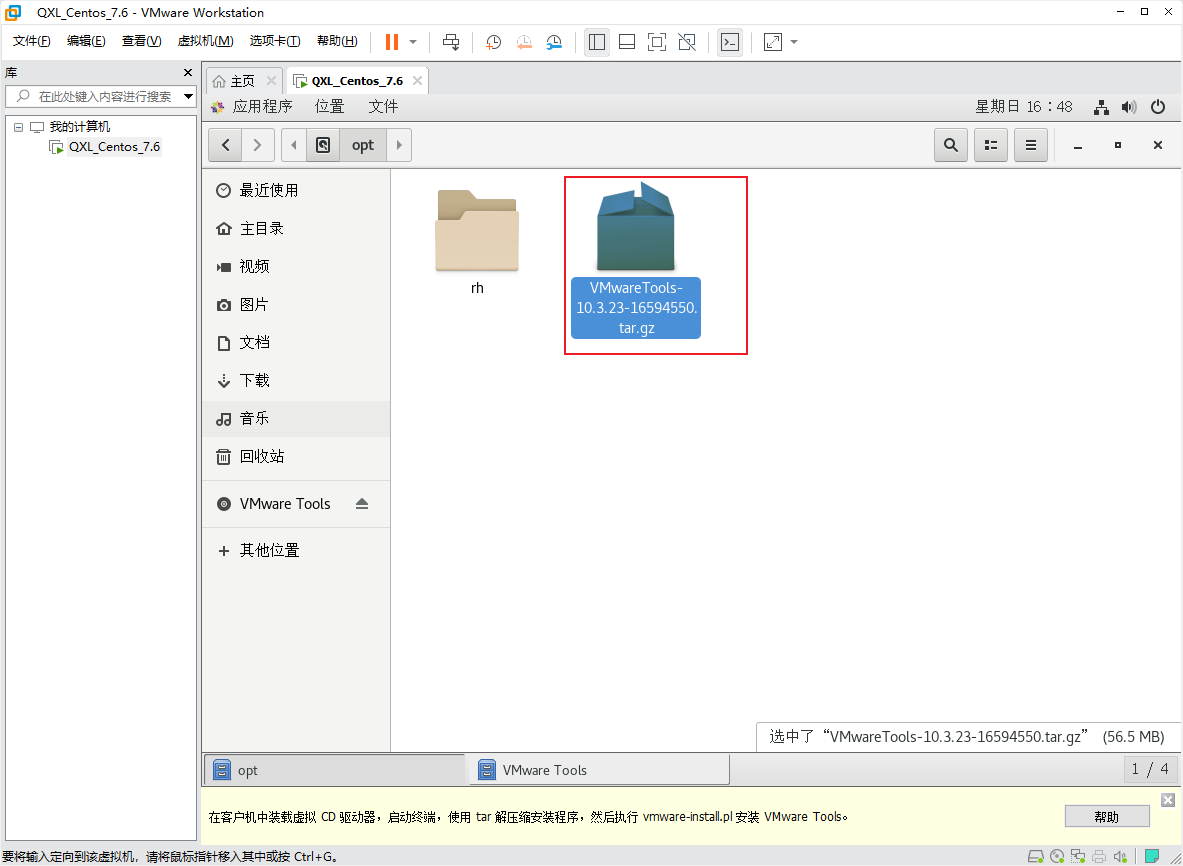 QXL_Centos_7.6 - VMware Workstation
文件(F) 编辑(E) 查看(V) 虚拟机(M) 选项卡(T) 帮助(H)
库
主页
QXL_Centos_7.6
在此处键入内容进行搜索
应用程序 位置 文件
星期日 16：48
我的计算机
QXL_Centos_7.6
opt
最近使用
主目录
视频
图片
文档
下载
音乐
回收站
VMware Tools
其他位置
rh
VMwareTools-
10.3.23-16594550.
tar.gz
选中了“VMwareTools-10.3.23-16594550.tar.gz” (56.5 MB)
opt
VMware Tools
1 / 4
在客户机中装载虚拟 CD 驱动器，启动终端，使用 tar 解压缩安装程序，然后执行 vmware-install.pl 安装 VMware Tools。
帮助
要将输入定向到该虚拟机，请将鼠标指针移入其中或按 Ctrl+G。